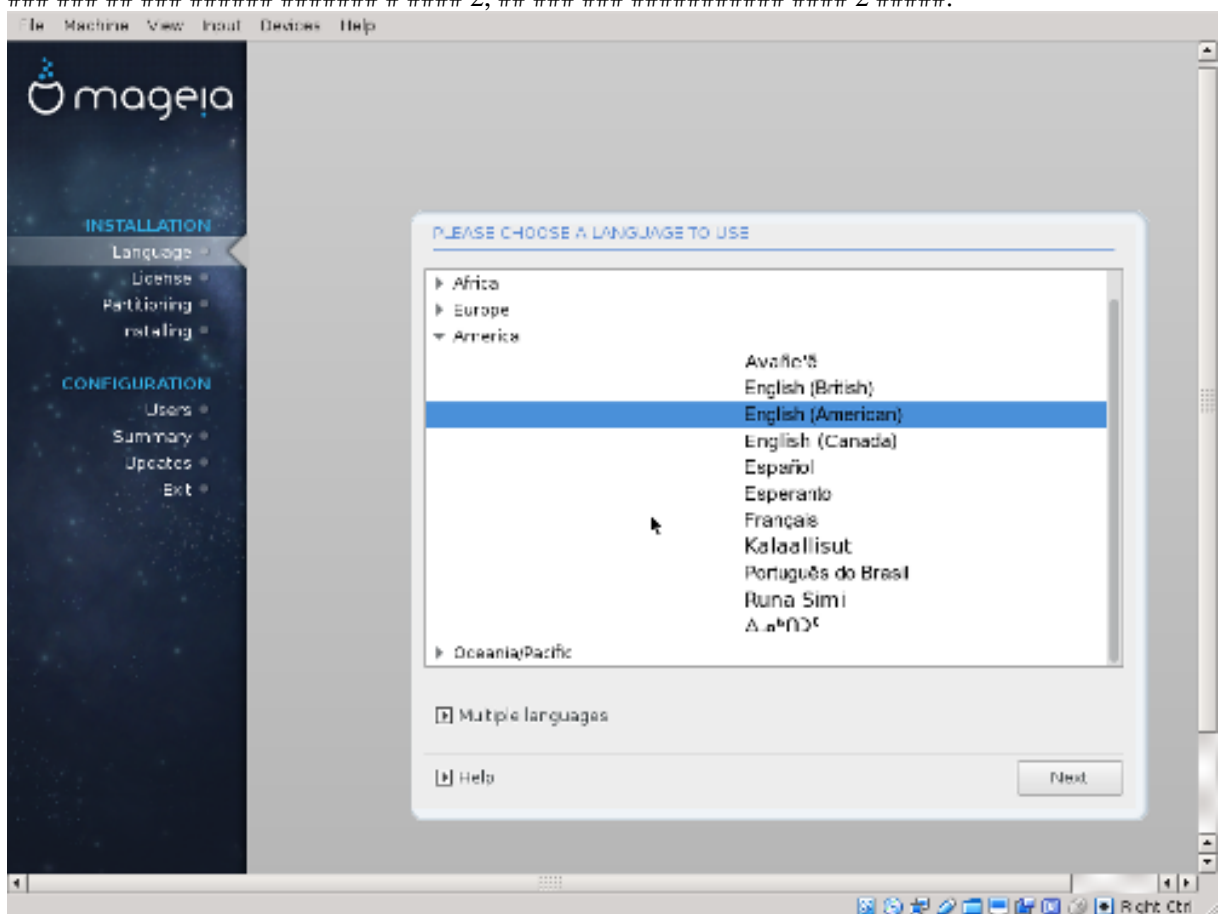 File Machine View Input Devices Help
mageia
INSTALLATION
Language
License
Partitioning
Installing
CONFIGURATION
Users
Summary
Updates
Exit
PLEASE CHOOSE A LANGUAGE TO USE
Africa
Europe
America
Avañe'ẽ
English (British)
English (American)
English (Canada)
Español
Esperanto
Français
Kalaallisut
Português do Brasil
Runa Simi
Oceania/Pacific
Multiple languages
Help
Next
Right Ctrl